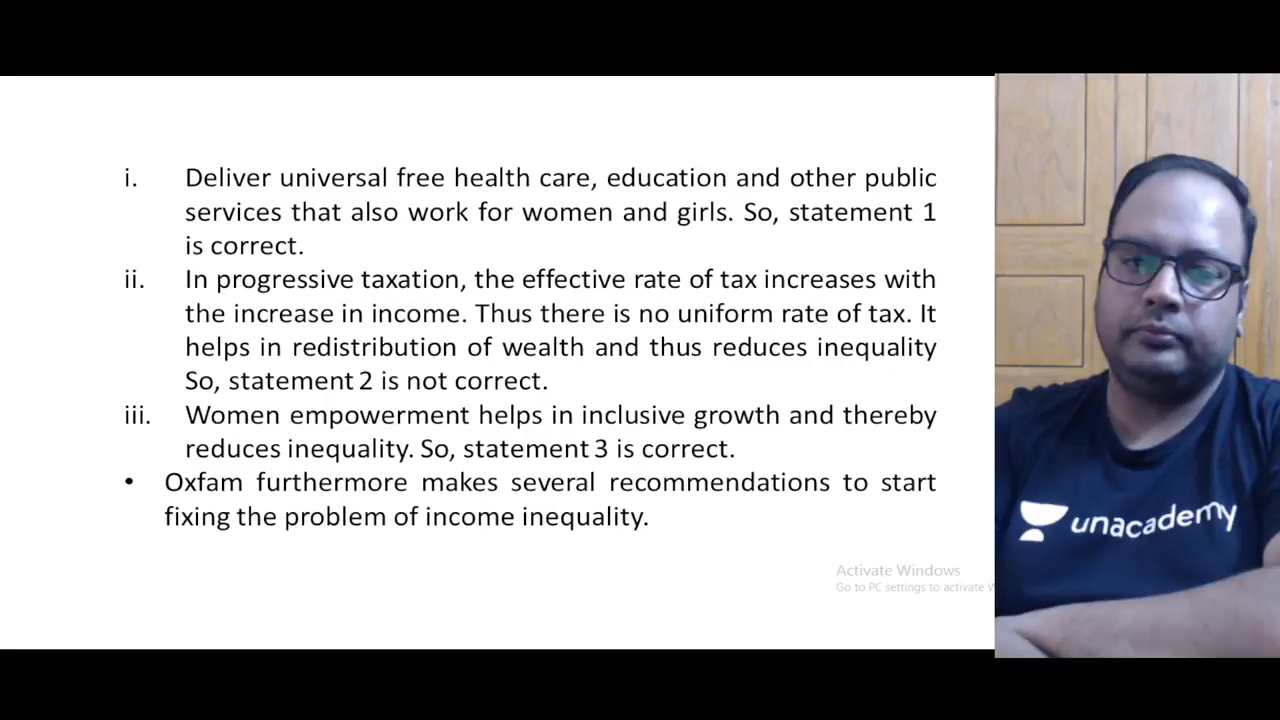 i. Deliver universal free health care, education and other public
services that also work for women and girls. So, statement 1
is correct.
ii. In progressive taxation, the effective rate of tax increases with
the increase in income. Thus there is no uniform rate of tax. It
helps in redistribution of wealth and thus reduces inequality
So, statement 2 is not correct.
iii. Women empowerment helps in inclusive growth and thereby
reduces inequality. So, statement 3 is correct.
• Oxfam furthermore makes several recommendations to start
fixing the problem of income inequality.
Activate Windows
Go to PC settings to activate
unacademy